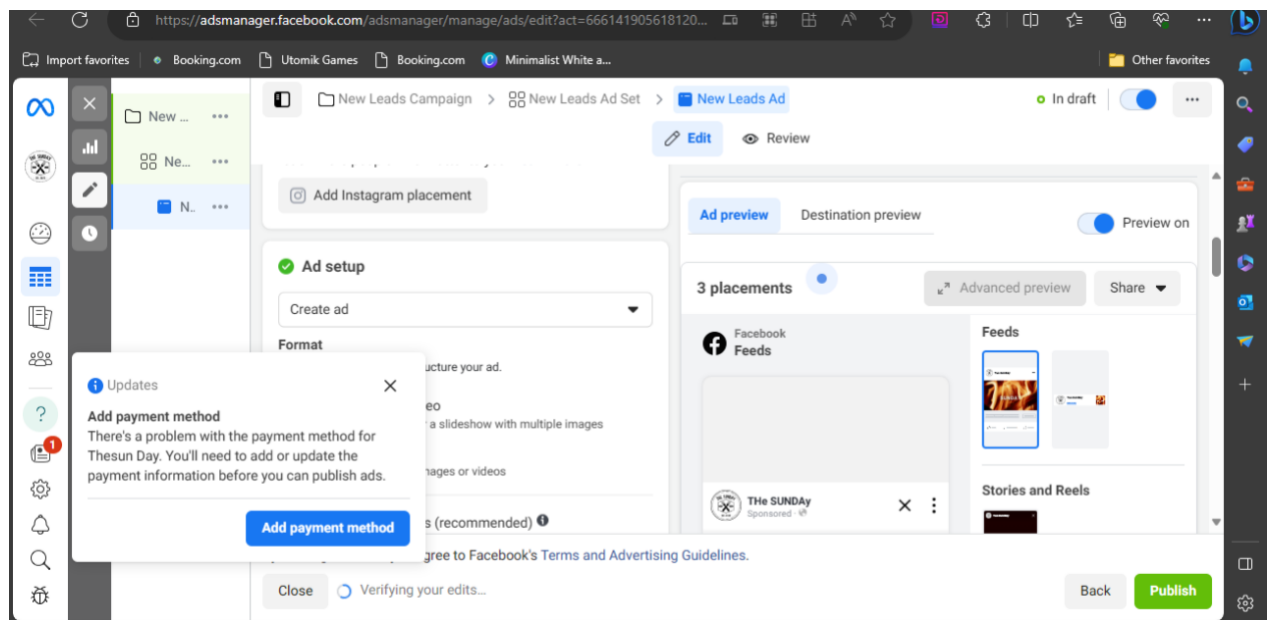 https://adsmanager.facebook.com/adsmanager/manage/ads/edit?act=666141905618120...
Import favorites
Booking.com
Utomik Games
Booking.com
Minimalist White a...
Other favorites
New Leads Campaign > New Leads Ad Set > New Leads Ad
In draft
New ...
Ne...
N..
Edit
Review
Add Instagram placement
Ad setup
Create ad
Format
ucture your ad.
eo
a slideshow with multiple images
nages or videos
s (recommended)
Updates
Add payment method
There's a problem with the payment method for
Thesun Day. You'll need to add or update the
payment information before you can publish ads.
Add payment method
1
Ad preview
Destination preview
Preview on
3 placements
Advanced preview
Share
Facebook
Feeds
THe SUNDAy
Sponsored
Feeds
Stories and Reels
gree to Facebook's Terms and Advertising Guidelines.
Close
Verifying your edits...
Back
Publish